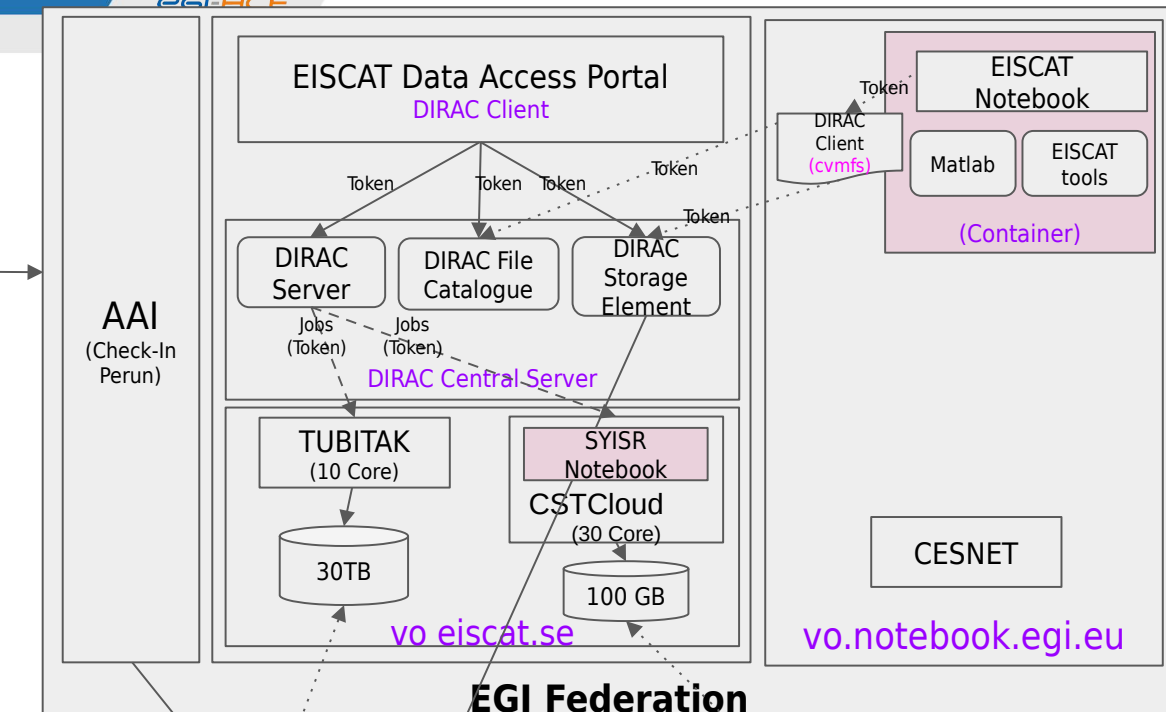 EISCAT Data Access Portal
DIRAC Client
EISCAT
Notebook
Token
DIRAC
Client
(cvmfs)
Matlab
EISCAT
tools
(Container)
Token
Token
Token
Token
Token
DIRAC
Server
DIRAC File
Catalogue
DIRAC
Storage
Element
AAI
(Check-In
Perun)
Jobs
(Token)
Jobs
(Token)
DIRAC Central Server
TUBITAK
(10 Core)
SYISR
Notebook
CSTCloud
(30 Core)
30TB
100 GB
vo eiscat.se
CESNET
vo.notebook.egi.eu
EGI Federation